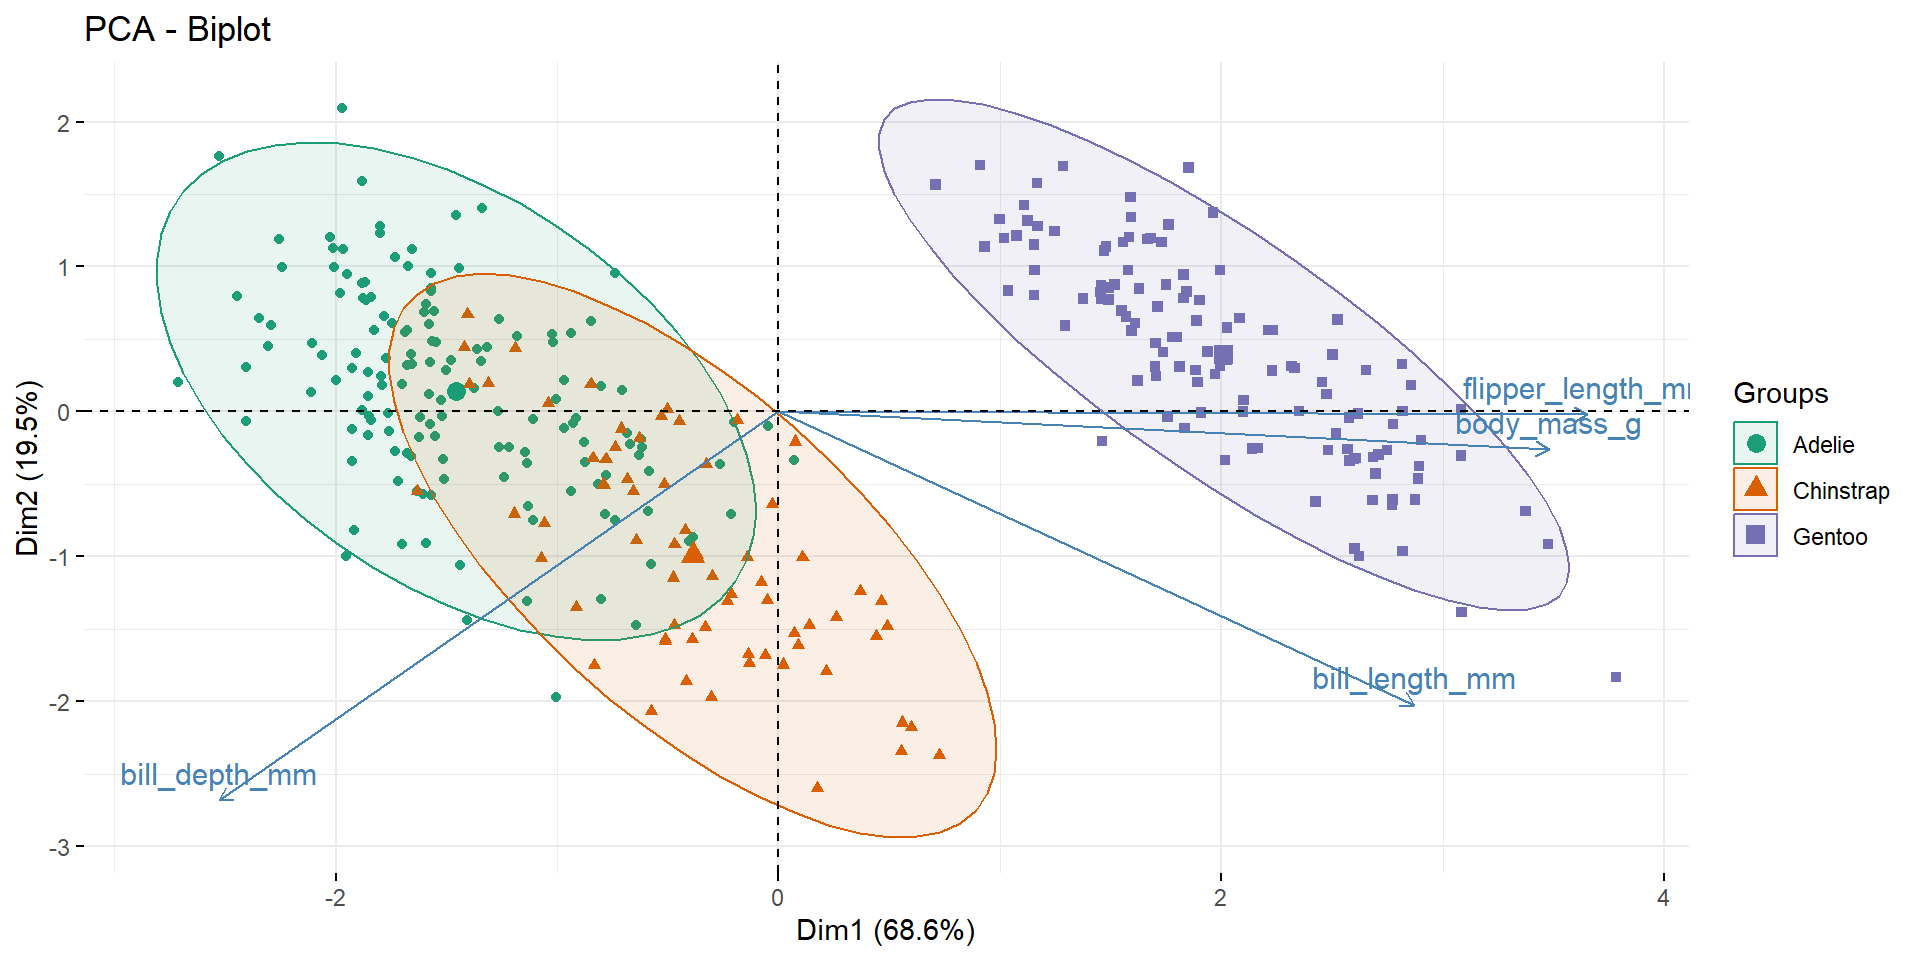 PCA - Biplot
2
1
0
-1
-2
-3
Dim2 (19.5%)
flipper_length_m
body_mass_g
bill_length_mm
bill_depth_mm
-2
0
2
4
Dim1 (68.6%)
Groups
Adelie
Chinstrap
Gentoo